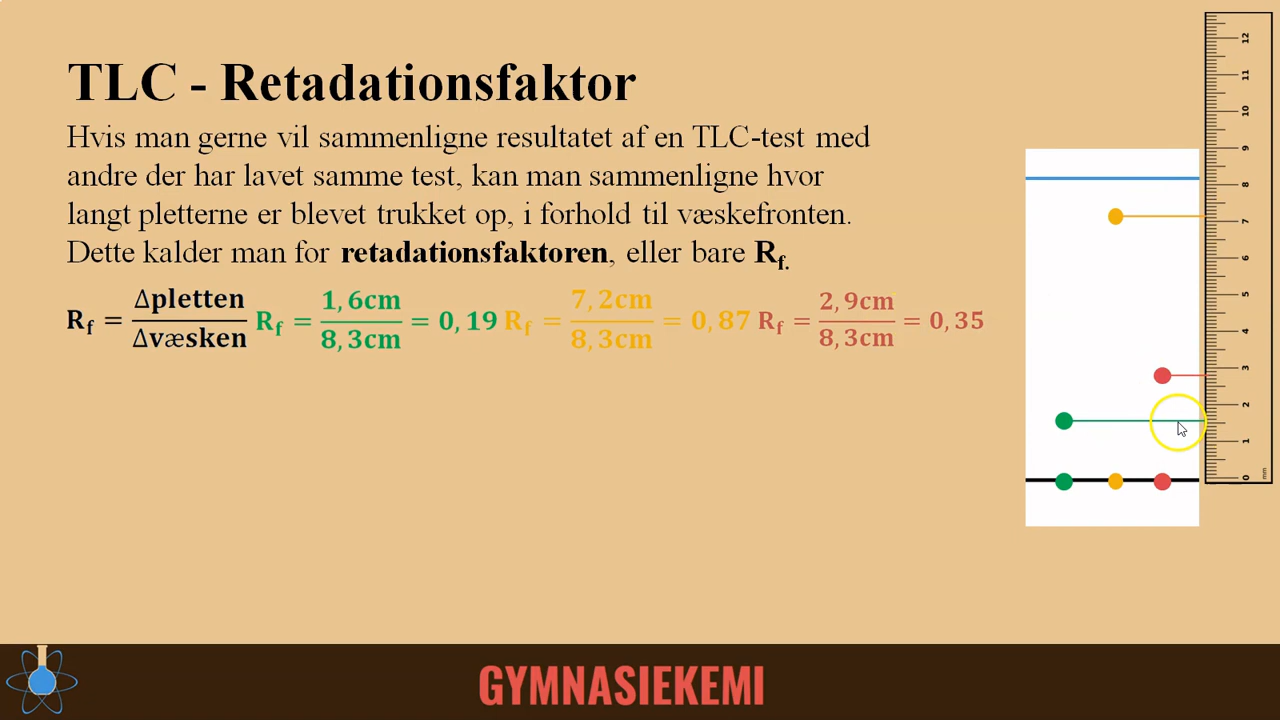 TLC - Retadationsfaktor
Hvis man gerne vil sammenligne resultatet af en TLC-test med
andre der har lavet samme test, kan man sammenligne hvor
langt pletterne er blevet trukket op, i forhold til væskefronten.
Dette kalder man for retadationsfaktoren, eller bare Rf.
Rf = Δpletten / Δvæsken Rf = 1,6cm / 8,3cm = 0,19 Rf = 7,2cm / 8,3cm = 0,87 Rf = 2,9cm / 8,3cm = 0,35
12
11
10
9
8
7
6
5
4
3
2
1
0 mm
GYMNASIEKEMI